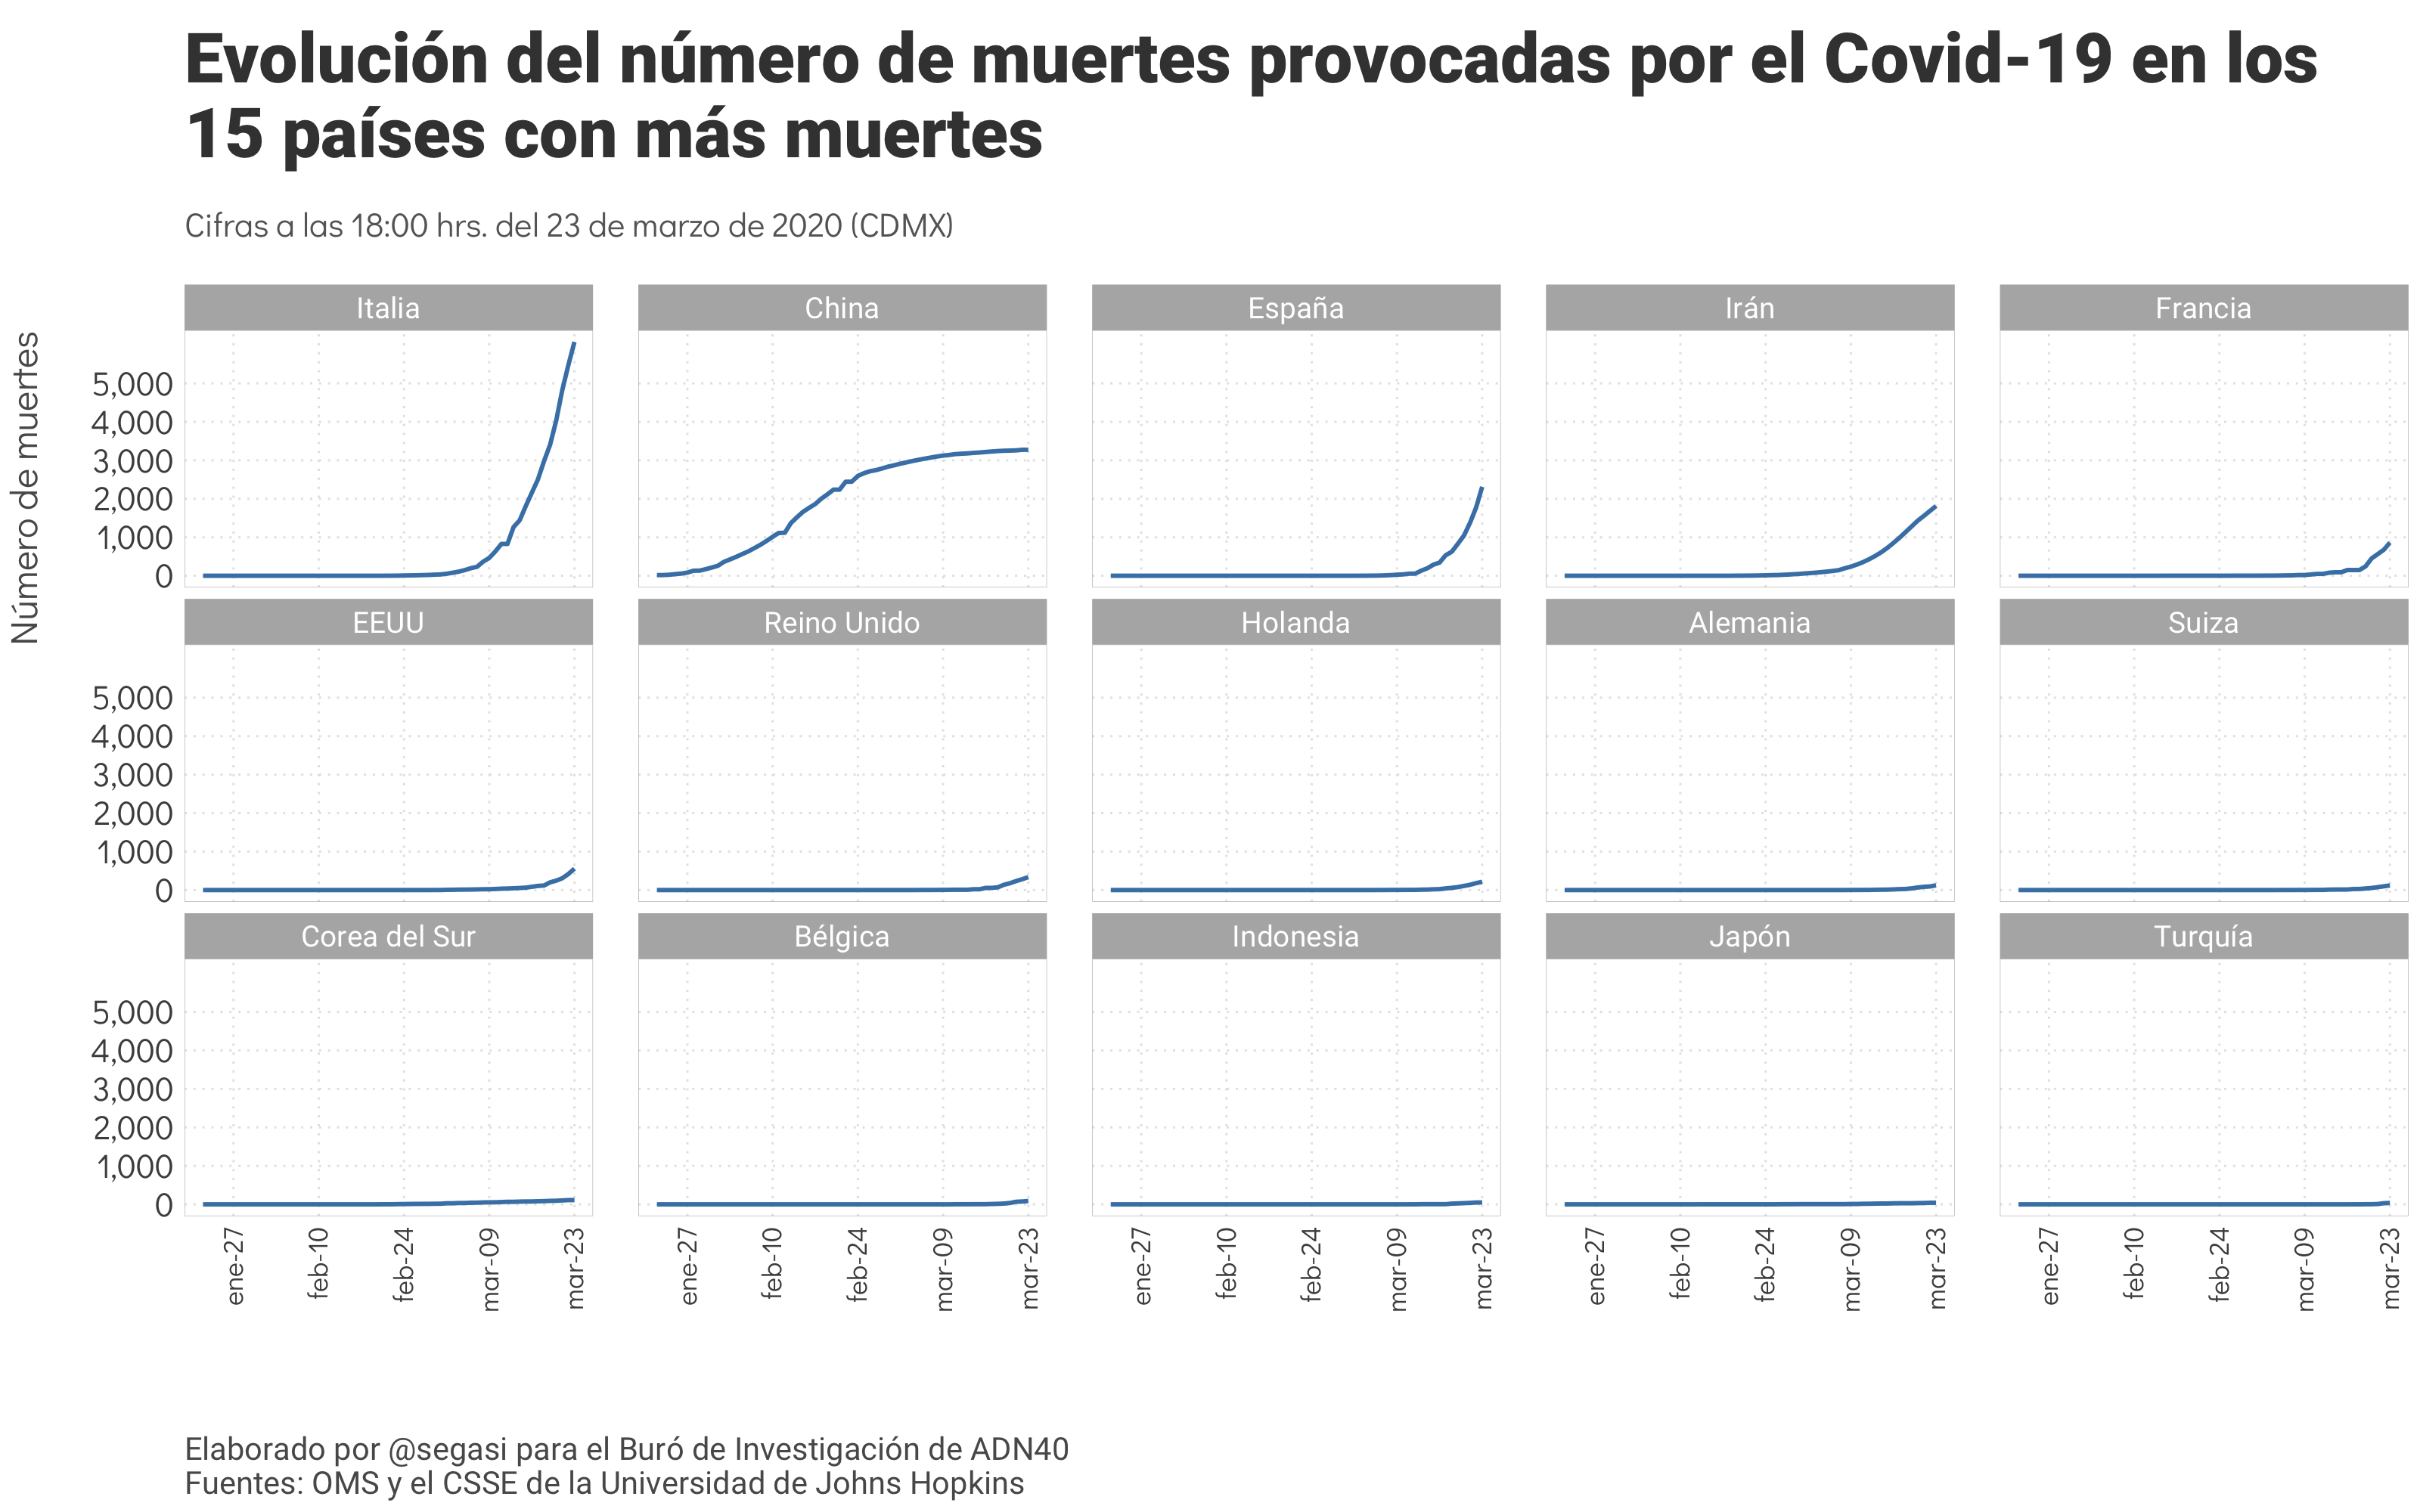 Evolución del número de muertes provocadas por el Covid-19 en los
15 países con más muertes
Cifras a las 18:00 hrs. del 23 de marzo de 2020 (CDMX)
Número de muertes
Italia
China
España
Irán
Francia
5,000
4,000
3,000
2,000
1,000
0
EEUU
Reino Unido
Holanda
Alemania
Suiza
5,000
4,000
3,000
2,000
1,000
0
Corea del Sur
Bélgica
Indonesia
Japón
Turquía
5,000
4,000
3,000
2,000
1,000
0
ene-27
feb-10
feb-24
mar-09
mar-23
ene-27
feb-10
feb-24
mar-09
mar-23
ene-27
feb-10
feb-24
mar-09
mar-23
ene-27
feb-10
feb-24
mar-09
mar-23
ene-27
feb-10
feb-24
mar-09
mar-23
Elaborado por @segasi para el Buró de Investigación de ADN40
Fuentes: OMS y el CSSE de la Universidad de Johns Hopkins